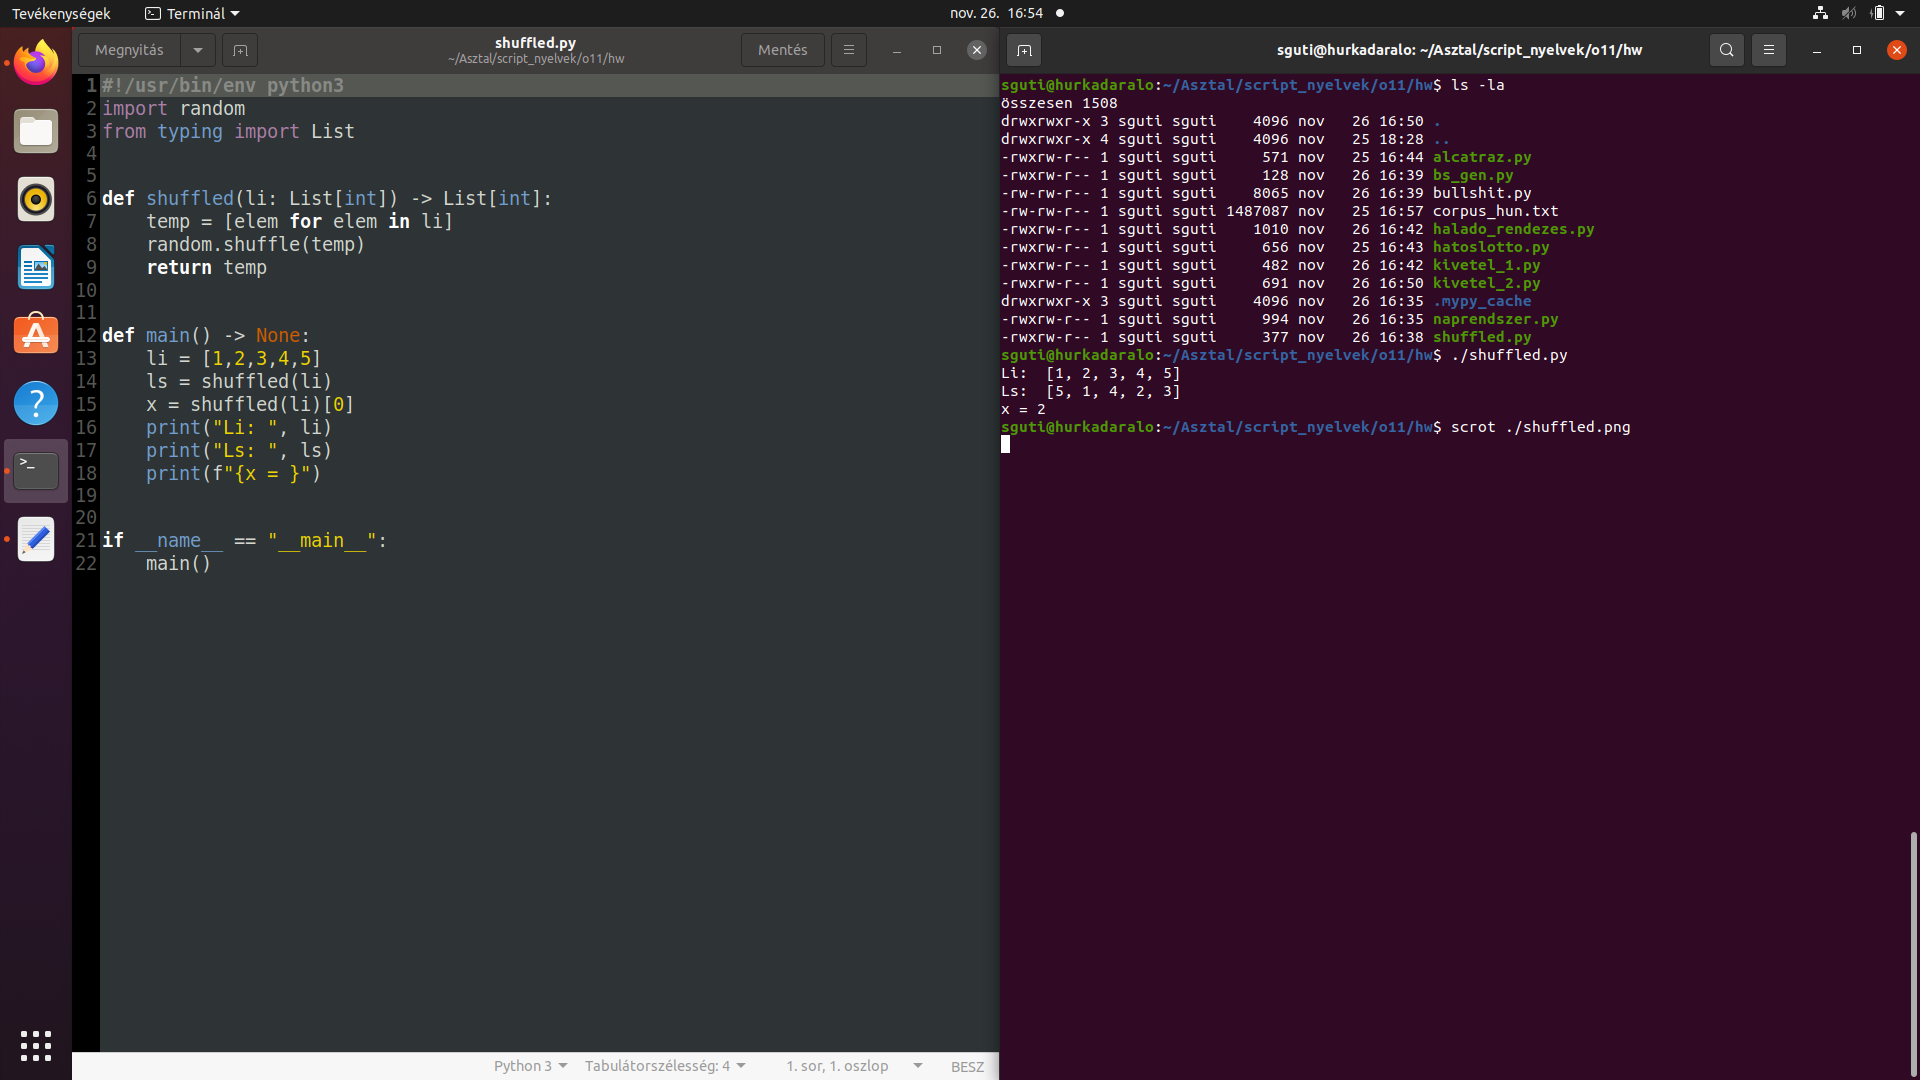 Tevékenységek Terminál nov. 26. 16:54
Megnyitás shuffled.py Mentés
~/Asztal/script_nyelvek/o11/hw
1 #!/usr/bin/env python3
2 import random
3 from typing import List
4
5
6 def shuffled(li: List[int]) -> List[int]:
7     temp = [elem for elem in li]
8     random.shuffle(temp)
9     return temp
10
11
12 def main() -> None:
13     li = [1,2,3,4,5]
14     ls = shuffled(li)
15     x = shuffled(li)[0]
16     print("Li: ", li)
17     print("Ls: ", ls)
18     print(f"{x = }")
19
20
21 if __name__ == "__main__":
22     main()
Python 3 Tabulátorszélesség: 4 1. sor, 1. oszlop BESZ
sguti@hurkadaralo: ~/Asztal/script_nyelvek/o11/hw
sguti@hurkadaralo:~/Asztal/script_nyelvek/o11/hw$ ls -la
összesen 1508
drwxrwxr-x 3 sguti sguti    4096 nov   26 16:50 .
drwxrwxr-x 4 sguti sguti    4096 nov   25 18:28 ..
-rwxrw-r-- 1 sguti sguti     571 nov   25 16:44 alcatraz.py
-rwxrw-r-- 1 sguti sguti     128 nov   26 16:39 bs_gen.py
-rw-rw-r-- 1 sguti sguti    8065 nov   26 16:39 bullshit.py
-rw-rw-r-- 1 sguti sguti 1487087 nov   25 16:57 corpus_hun.txt
-rwxrw-r-- 1 sguti sguti    1010 nov   26 16:42 halado_rendezes.py
-rwxrw-r-- 1 sguti sguti     656 nov   25 16:43 hatoslotto.py
-rwxrw-r-- 1 sguti sguti     482 nov   26 16:42 kivetel_1.py
-rwxrw-r-- 1 sguti sguti     691 nov   26 16:50 kivetel_2.py
drwxrwxr-x 3 sguti sguti    4096 nov   26 16:35 .mypy_cache
-rwxrw-r-- 1 sguti sguti     994 nov   26 16:35 naprendszer.py
-rwxrw-r-- 1 sguti sguti     377 nov   26 16:38 shuffled.py
sguti@hurkadaralo:~/Asztal/script_nyelvek/o11/hw$ ./shuffled.py
Li:  [1, 2, 3, 4, 5]
Ls:  [5, 1, 4, 2, 3]
x = 2
sguti@hurkadaralo:~/Asztal/script_nyelvek/o11/hw$ scrot ./shuffled.png